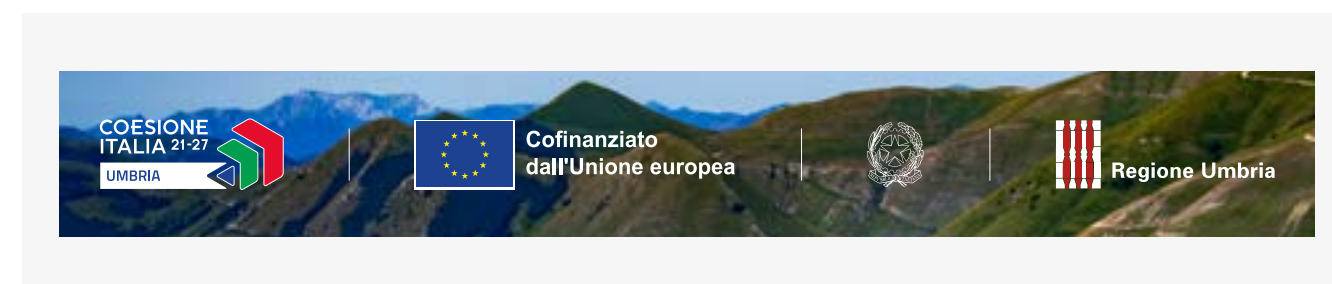 COESIONE
ITALIA 21-27
UMBRIA
Cofinanziato
dall'Unione europea
Regione Umbria